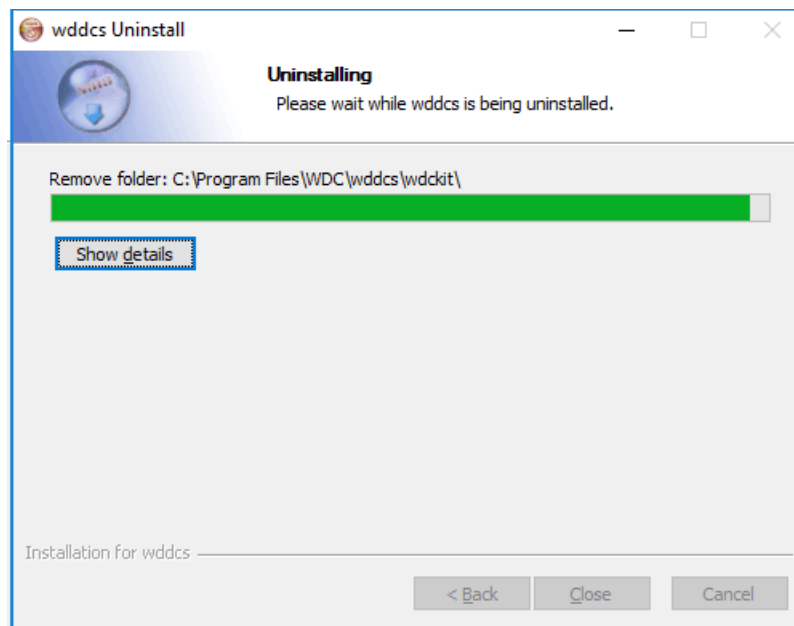 wddcs Uninstall
Uninstalling
Please wait while wddcs is being uninstalled.
Remove folder: C:\Program Files\WDC\wddcs\wdckit\
Show details
Installation for wddcs
< Back
Close
Cancel